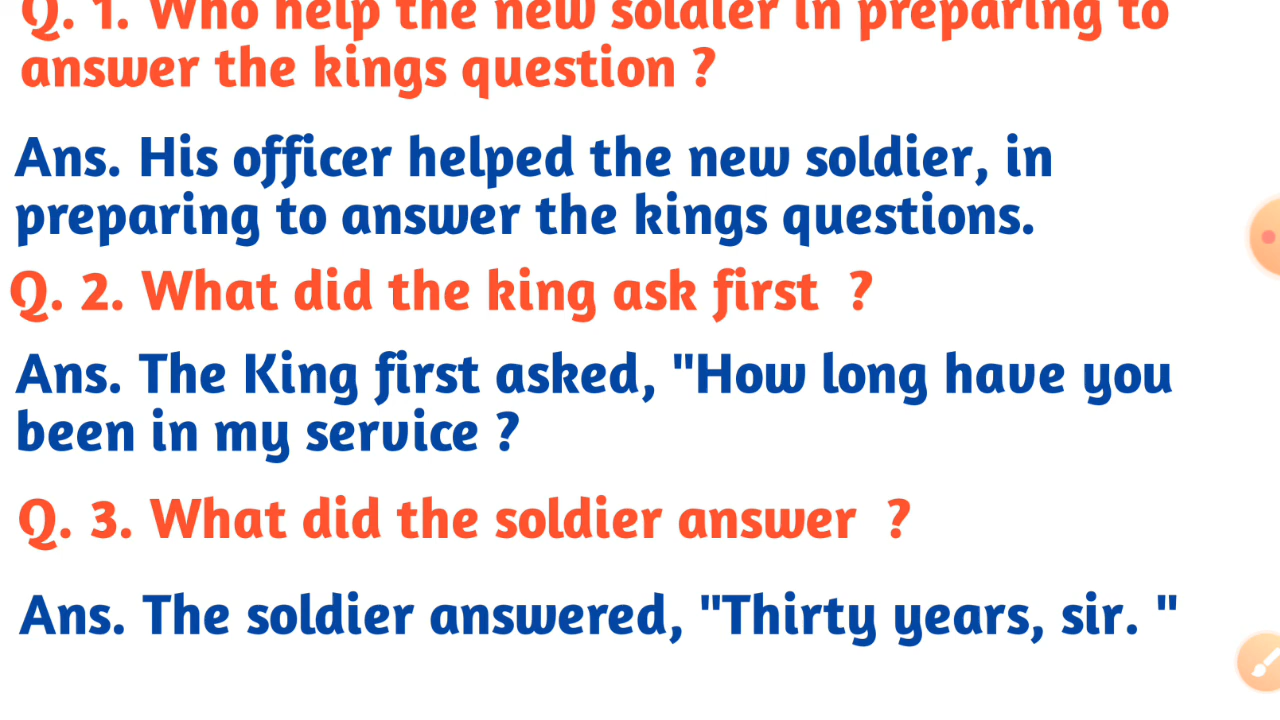 Q. 1. Who help the new soldier in preparing to
answer the kings question ?
Ans. His officer helped the new soldier, in
preparing to answer the kings questions.
Q. 2. What did the king ask first ?
Ans. The King first asked, "How long have you
been in my service ?
Q. 3. What did the soldier answer ?
Ans. The soldier answered, "Thirty years, sir. "